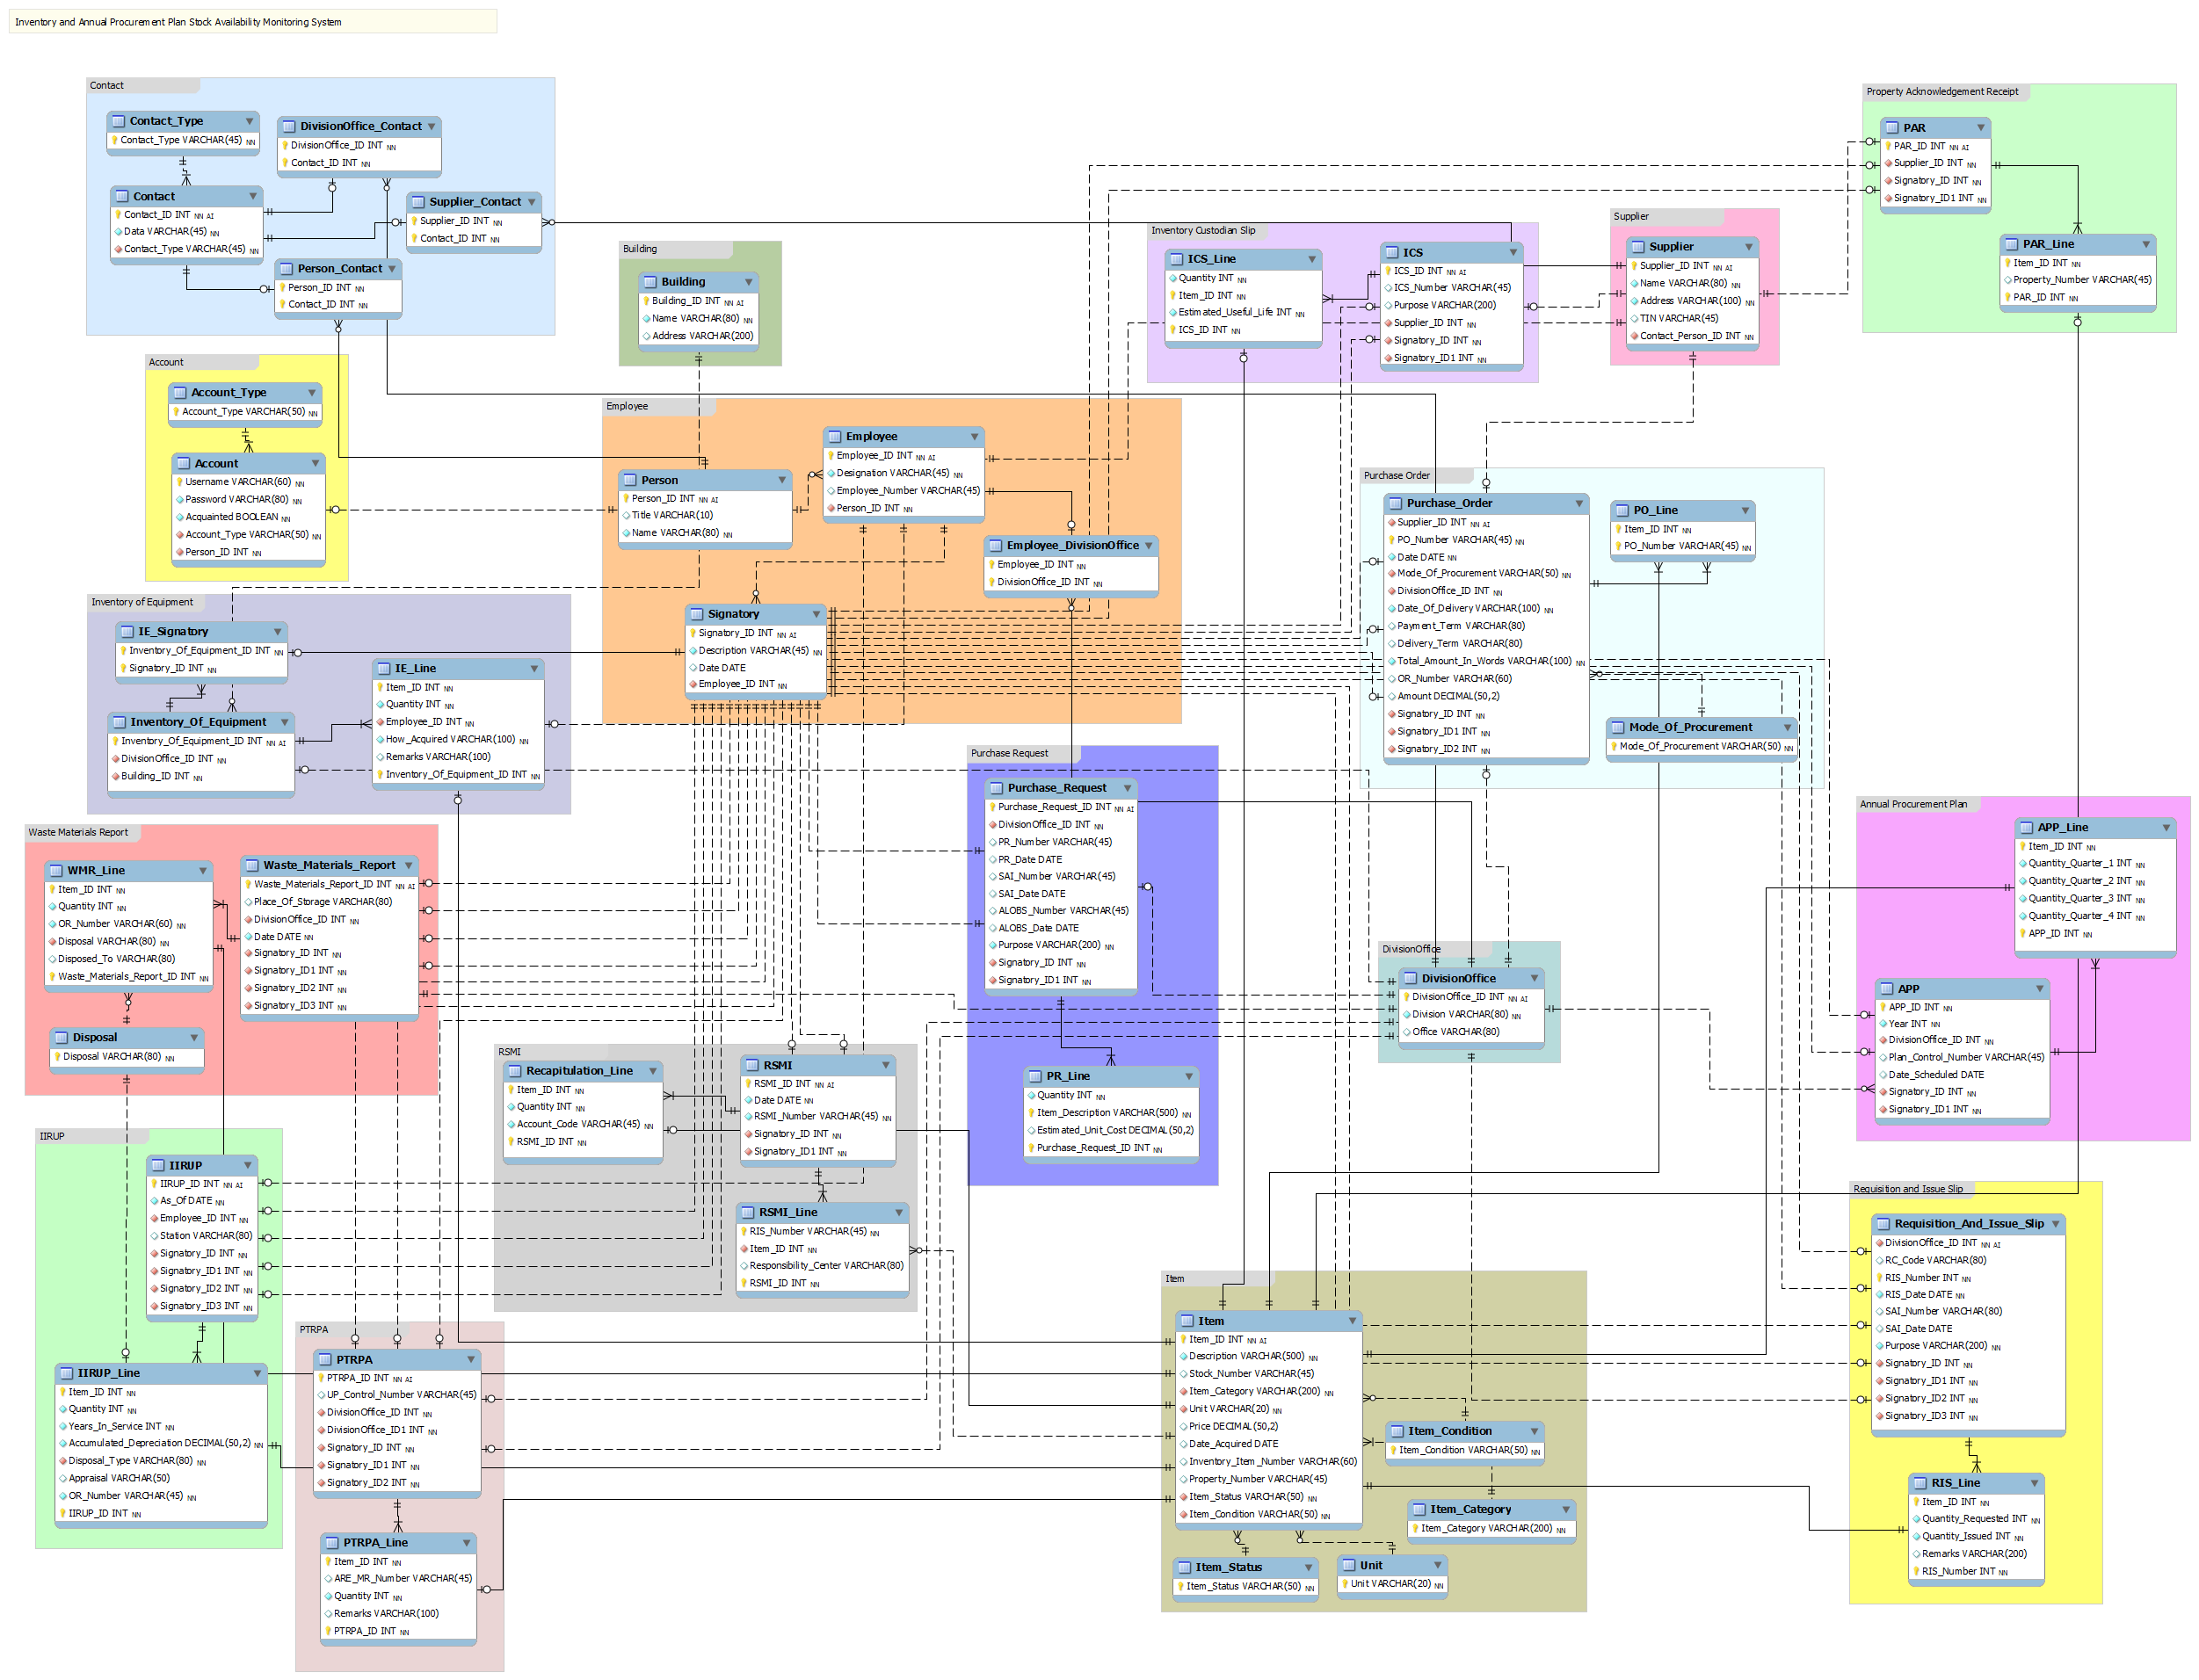 Inventory and Annual Procurement Plan Stock Availability Monitoring System
Contact
Contact_Type
Contact_Type VARCHAR(45) NN
DivisionOffice_Contact
DivisionOffice_ID INT NN
Contact_ID INT NN
Contact
Contact_ID INT NN AI
Data VARCHAR(45) NN
Contact_Type VARCHAR(45) NN
Supplier_Contact
Supplier_ID INT NN
Contact_ID INT NN
Person_Contact
Person_ID INT NN
Contact_ID INT NN
Building
Building
Building_ID INT NN AI
Name VARCHAR(80) NN
Address VARCHAR(200)
Inventory Custodian Slip
ICS_Line
Quantity INT NN
Item_ID INT NN
Estimated_Useful_Life INT NN
ICS_ID INT NN
ICS
ICS_ID INT NN AI
ICS_Number VARCHAR(45)
Purpose VARCHAR(200)
Supplier_ID INT NN
Signatory_ID INT NN
Signatory_ID1 INT NN
Supplier
Supplier
Supplier_ID INT NN AI
Name VARCHAR(80) NN
Address VARCHAR(100) NN
TIN VARCHAR(45)
Contact_Person_ID INT NN
Property Acknowledgement Receipt
PAR
PAR_ID INT NN AI
Supplier_ID INT NN
Signatory_ID INT NN
Signatory_ID1 INT NN
PAR_Line
Item_ID INT NN
Property_Number VARCHAR(45)
PAR_ID INT NN
Account
Account_Type
Account_Type VARCHAR(50) NN
Account
Username VARCHAR(60) NN
Password VARCHAR(80) NN
Acquainted BOOLEAN NN
Account_Type VARCHAR(50) NN
Person_ID INT NN
Employee
Employee
Employee_ID INT NN AI
Designation VARCHAR(45) NN
Employee_Number VARCHAR(45)
Person_ID INT NN
Person
Person_ID INT NN AI
Title VARCHAR(10)
Name VARCHAR(80) NN
Employee_DivisionOffice
Employee_ID INT NN
DivisionOffice_ID INT NN
Signatory
Signatory_ID INT NN AI
Description VARCHAR(45) NN
Date DATE
Employee_ID INT NN
Purchase Order
Purchase_Order
Supplier_ID INT NN AI
PO_Number VARCHAR(45) NN
Date DATE NN
Mode_Of_Procurement VARCHAR(50) NN
DivisionOffice_ID INT NN
Date_Of_Delivery VARCHAR(100) NN
Payment_Term VARCHAR(80)
Delivery_Term VARCHAR(80)
Total_Amount_In_Words VARCHAR(100) NN
OR_Number VARCHAR(60)
Amount DECIMAL(50,2)
Signatory_ID INT NN
Signatory_ID1 INT NN
Signatory_ID2 INT NN
PO_Line
Item_ID INT NN
PO_Number VARCHAR(45) NN
Mode_Of_Procurement
Mode_Of_Procurement VARCHAR(50) NN
Inventory of Equipment
IE_Signatory
Inventory_Of_Equipment_ID INT NN
Signatory_ID INT NN
IE_Line
Item_ID INT NN
Quantity INT NN
Employee_ID INT NN
How_Acquired VARCHAR(100) NN
Remarks VARCHAR(100)
Inventory_Of_Equipment_ID INT NN
Inventory_Of_Equipment
Inventory_Of_Equipment_ID INT NN AI
DivisionOffice_ID INT NN
Building_ID INT NN
Purchase Request
Purchase_Request
Purchase_Request_ID INT NN AI
DivisionOffice_ID INT NN
PR_Number VARCHAR(45)
PR_Date DATE
SAI_Number VARCHAR(45)
SAI_Date DATE
ALOBS_Number VARCHAR(45)
ALOBS_Date DATE
Purpose VARCHAR(200) NN
Signatory_ID INT NN
Signatory_ID1 INT NN
PR_Line
Quantity INT NN
Item_Description VARCHAR(500) NN
Estimated_Unit_Cost DECIMAL(50,2)
Purchase_Request_ID INT NN
Annual Procurement Plan
APP_Line
Item_ID INT NN
Quantity_Quarter_1 INT NN
Quantity_Quarter_2 INT NN
Quantity_Quarter_3 INT NN
Quantity_Quarter_4 INT NN
APP_ID INT NN
APP
APP_ID INT NN
Year INT NN
DivisionOffice_ID INT NN
Plan_Control_Number VARCHAR(45)
Date_Scheduled DATE
Signatory_ID INT NN
Signatory_ID1 INT NN
Waste Materials Report
WMR_Line
Item_ID INT NN
Quantity INT NN
OR_Number VARCHAR(60) NN
Disposal VARCHAR(80) NN
Disposed_To VARCHAR(80)
Waste_Materials_Report_ID INT NN
Waste_Materials_Report
Waste_Materials_Report_ID INT NN AI
Place_Of_Storage VARCHAR(80)
DivisionOffice_ID INT NN
Date DATE NN
Signatory_ID INT NN
Signatory_ID1 INT NN
Signatory_ID2 INT NN
Signatory_ID3 INT NN
Disposal
Disposal VARCHAR(80) NN
DivisionOffice
DivisionOffice
DivisionOffice_ID INT NN AI
Division VARCHAR(80) NN
Office VARCHAR(80)
RSMI
Recapitulation_Line
Item_ID INT NN
Quantity INT NN
Account_Code VARCHAR(45) NN
RSMI_ID INT NN
RSMI
RSMI_ID INT NN AI
Date DATE NN
RSMI_Number VARCHAR(45) NN
Signatory_ID INT NN
Signatory_ID1 INT NN
RSMI_Line
RIS_Number VARCHAR(45) NN
Item_ID INT NN
Responsibility_Center VARCHAR(80)
RSMI_ID INT NN
IIRUP
IIRUP
IIRUP_ID INT NN AI
As_Of DATE NN
Employee_ID INT NN
Station VARCHAR(80)
Signatory_ID INT NN
Signatory_ID1 INT NN
Signatory_ID2 INT NN
Signatory_ID3 INT NN
IIRUP_Line
Item_ID INT NN
Quantity INT NN
Years_In_Service INT NN
Accumulated_Depreciation DECIMAL(50,2) NN
Disposal_Type VARCHAR(80) NN
Appraisal VARCHAR(50)
OR_Number VARCHAR(45) NN
IIRUP_ID INT NN
PTRPA
PTRPA
PTRPA_ID INT NN AI
UP_Control_Number VARCHAR(45)
DivisionOffice_ID INT NN
DivisionOffice_ID1 INT NN
Signatory_ID INT NN
Signatory_ID1 INT NN
Signatory_ID2 INT NN
PTRPA_Line
Item_ID INT NN
ARE_MR_Number VARCHAR(45)
Quantity INT NN
Remarks VARCHAR(100)
PTRPA_ID INT NN
Item
Item
Item_ID INT NN AI
Description VARCHAR(500) NN
Stock_Number VARCHAR(45)
Item_Category VARCHAR(200) NN
Unit VARCHAR(20) NN
Price DECIMAL(50,2)
Date_Acquired DATE
Inventory_Item_Number VARCHAR(60)
Property_Number VARCHAR(45)
Item_Status VARCHAR(50) NN
Item_Condition VARCHAR(50) NN
Item_Condition
Item_Condition VARCHAR(50) NN
Item_Category
Item_Category VARCHAR(200) NN
Item_Status
Item_Status VARCHAR(50) NN
Unit
Unit VARCHAR(20) NN
Requisition and Issue Slip
Requisition_And_Issue_Slip
DivisionOffice_ID INT NN AI
RC_Code VARCHAR(80)
RIS_Number INT NN
RIS_Date DATE NN
SAI_Number VARCHAR(80)
SAI_Date DATE
Purpose VARCHAR(200) NN
Signatory_ID INT NN
Signatory_ID1 INT NN
Signatory_ID2 INT NN
Signatory_ID3 INT NN
RIS_Line
Item_ID INT NN
Quantity_Requested INT NN
Quantity_Issued INT NN
Remarks VARCHAR(200)
RIS_Number INT NN